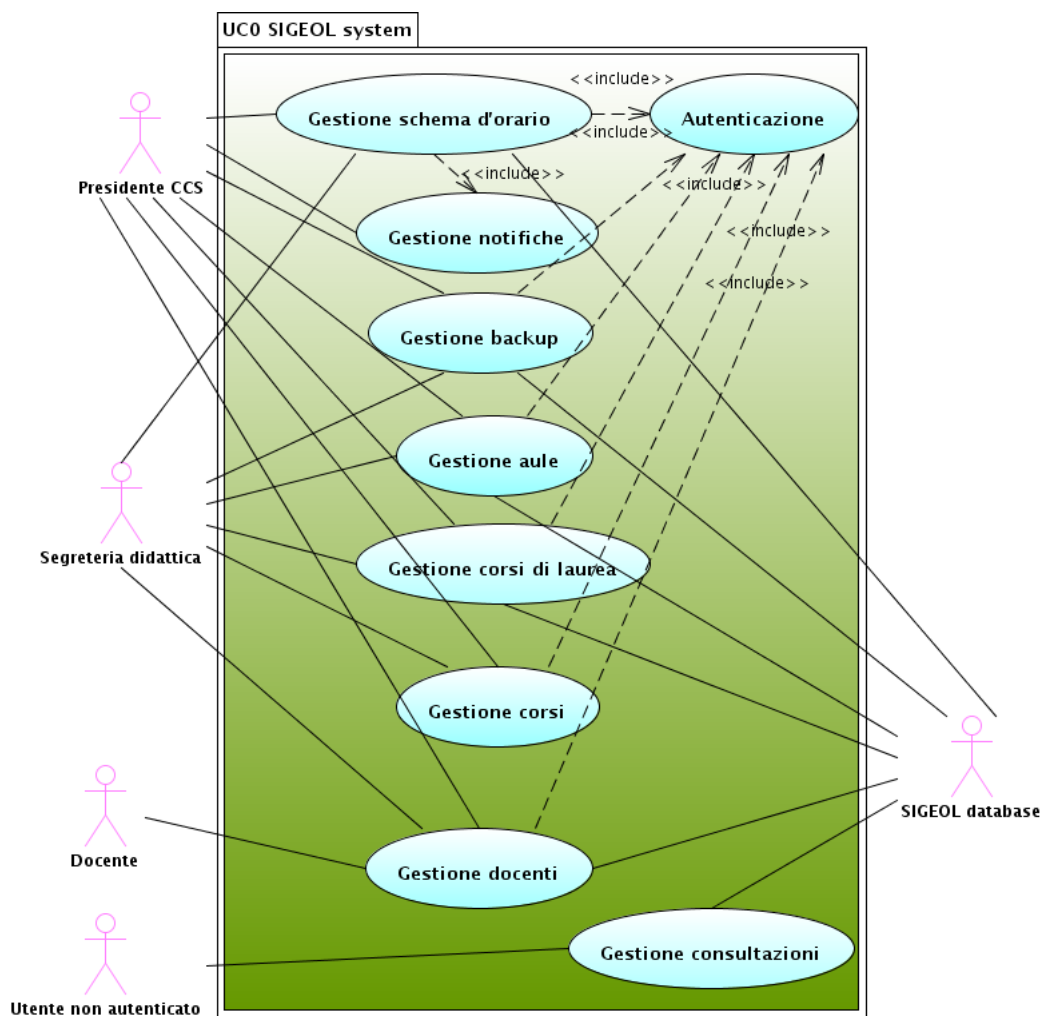 UC0 SIGEOL system
<<include>>
Gestione schema d'orario
Autenticazione
<<include>>
Presidente CCS
<<include>>
<<include>>
Gestione notifiche
<<include>>
<<include>>
Gestione backup
Gestione aule
Segreteria didattica
Gestione corsi di laurea
Gestione corsi
SIGEOL database
Docente
Gestione docenti
Gestione consultazioni
Utente non autenticato